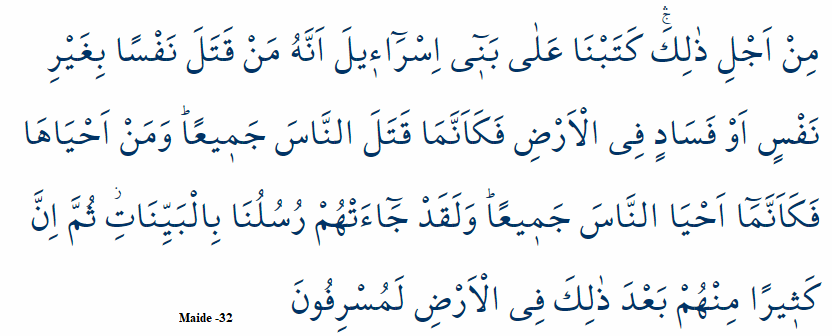 مِنْ اَجْلِ ذٰلِكَۚۛ كَتَبْنَا عَلٰى بَن۪ٓى اِسْرَٓاء۪يلَ اَنَّهُ مَنْ قَتَلَ نَفْسًا بِغَيْرِ
نَفْسٍ اَوْ فَسَادٍ فِى الْاَرْضِ فَكَاَنَّمَا قَتَلَ النَّاسَ جَم۪يعًاۜ وَمَنْ اَحْيَاهَا
فَكَاَنَّمَٓا اَحْيَا النَّاسَ جَم۪يعًاۜ وَلَقَدْ جَٓاءَتْهُمْ رُسُلُنَا بِالْبَيِّنَاتِۘ ثُمَّ اِنَّ
كَث۪يرًا مِنْهُمْ بَعْدَ ذٰلِكَ فِى الْاَرْضِ لَمُسْرِفُونَ
Maide -32